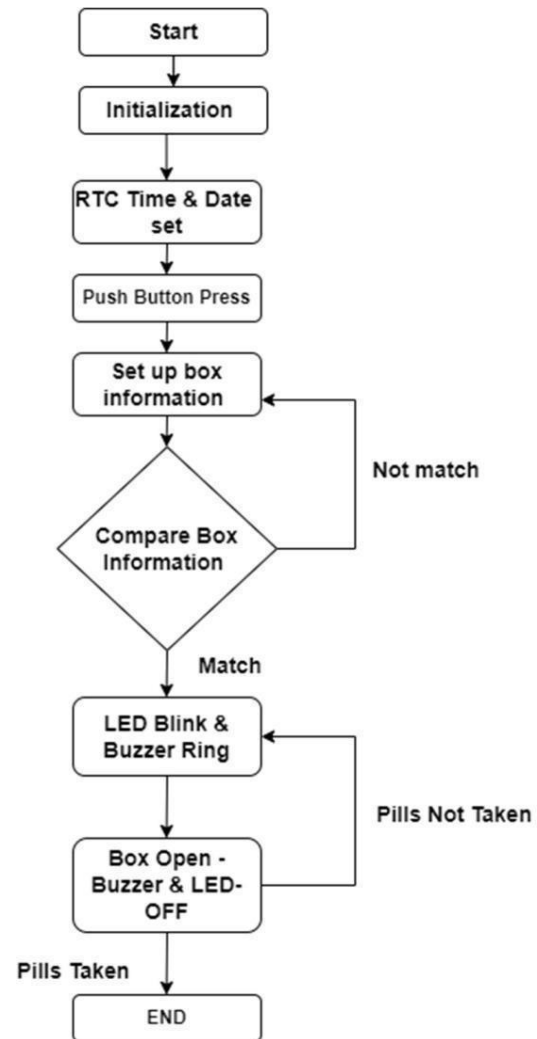 Start
Initialization
RTC Time & Date
set
Push Button Press
Set up box
information
Not match
Compare Box
Information
Match
LED Blink &
Buzzer Ring
Pills Not Taken
Box Open -
Buzzer & LED-
OFF
Pills Taken
END